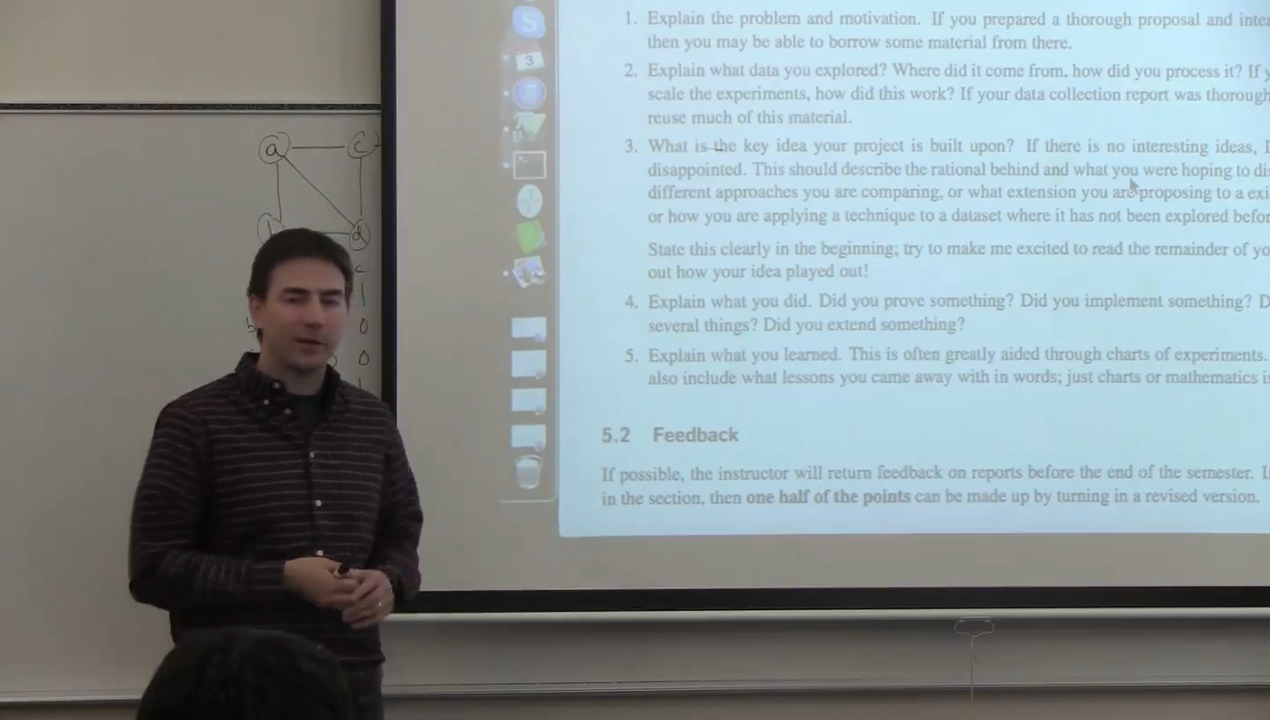 1. Explain the problem and motivation. If you prepared a thorough proposal and
then you may be able to borrow some material from there.
2. Explain what data you explored? Where did it come from, how did you process it? If
scale the experiments, how did this work? If your data collection report was
reuse much of this material.
3. What is the key idea your project is built upon? If there is no interesting ideas,
disappointed. This should describe the rational behind and what you were hoping to
different approaches you are comparing, or what extension you are proposing to a
or how you are applying a technique to a dataset where it has not been explored
State this clearly in the beginning; try to make me excited to read the remainder of
out how your idea played out!
4. Explain what you did. Did you prove something? Did you implement something?
several things? Did you extend something?
5. Explain what you learned. This is often greatly aided through charts of experiments.
also include what lessons you came away with in words; just charts or mathematics
5.2 Feedback
If possible, the instructor will return feedback on reports before the end of the semester.
in the section, then one half of the points can be made up by turning in a revised version.
3
a c
d
c
1
b 0
0